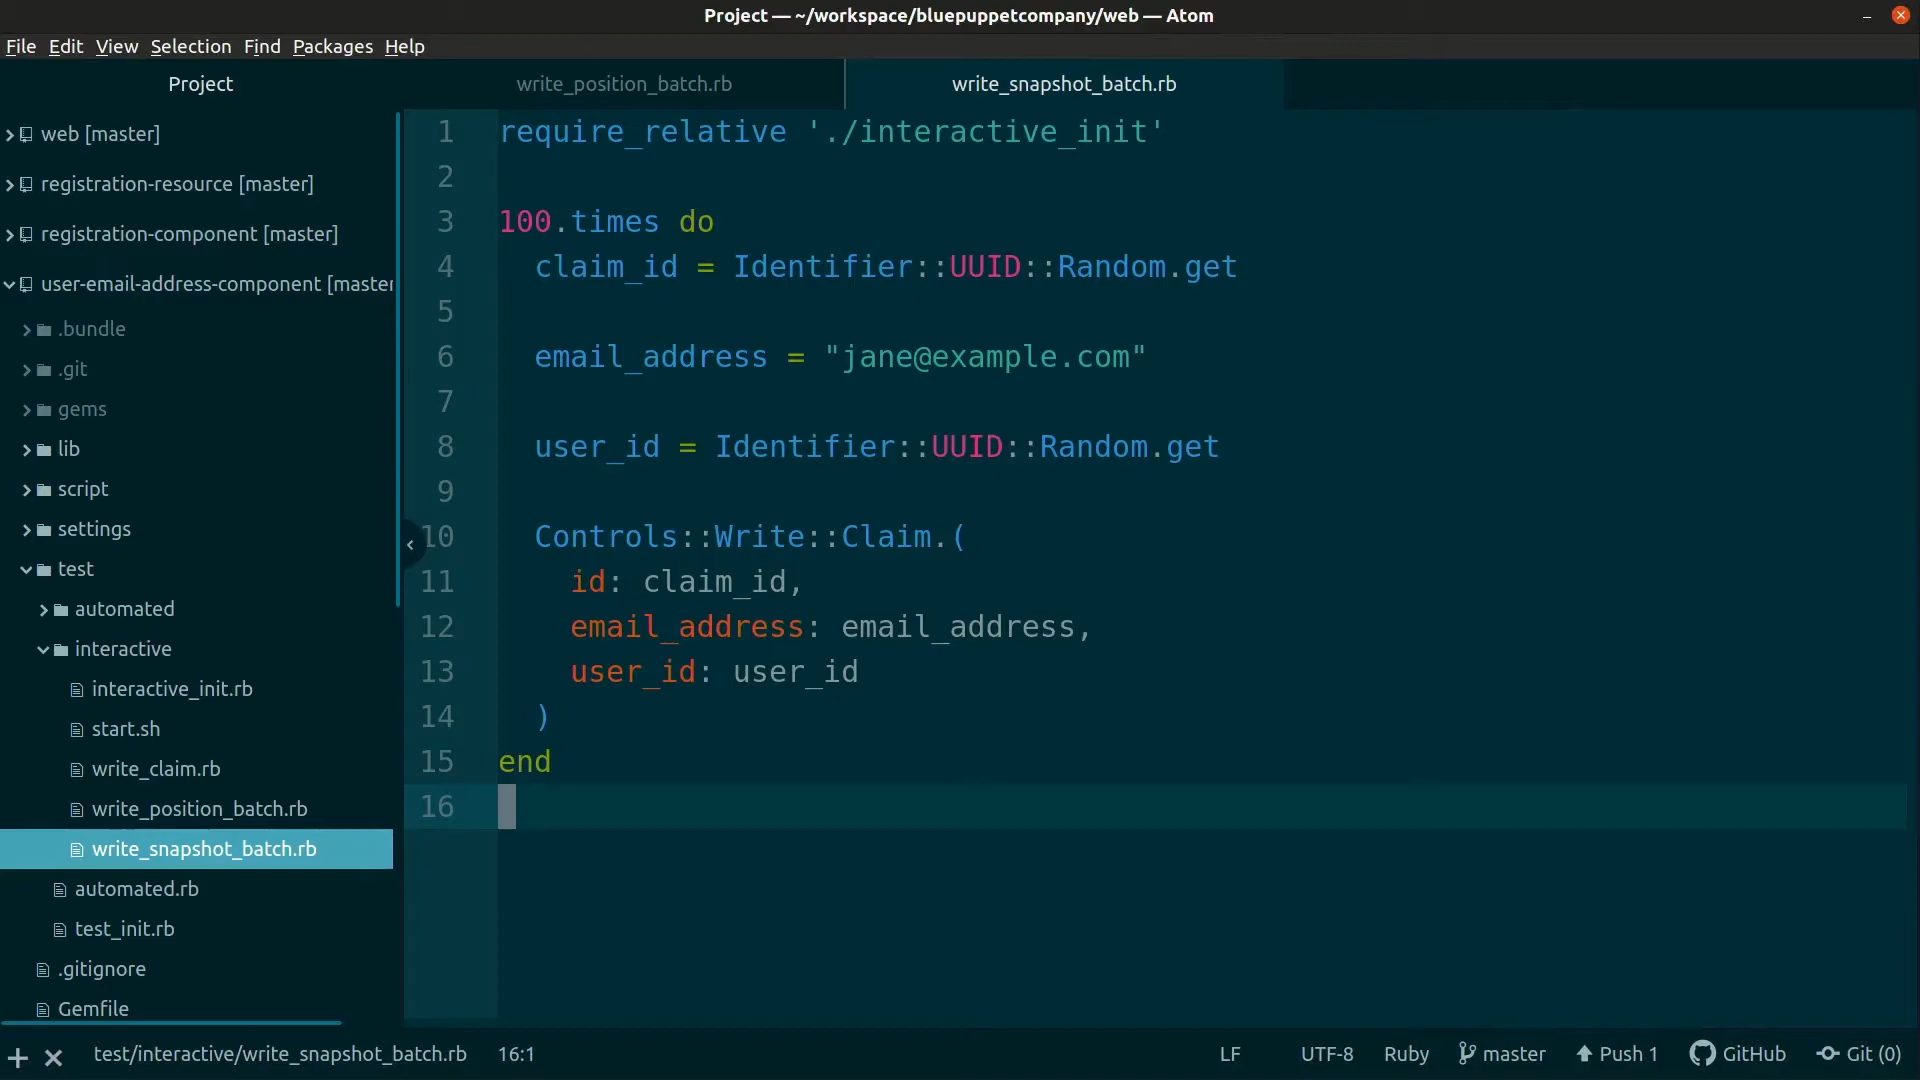 Project — ~/workspace/bluepuppetcompany/web — Atom
File Edit View Selection Find Packages Help
Project
write_position_batch.rb
write_snapshot_batch.rb
web [master]
registration-resource [master]
registration-component [master]
user-email-address-component [master
.bundle
.git
gems
lib
script
settings
test
automated
interactive
interactive_init.rb
start.sh
write_claim.rb
write_position_batch.rb
write_snapshot_batch.rb
automated.rb
test_init.rb
.gitignore
Gemfile
1 require_relative './interactive_init'
2
3 100.times do
4   claim_id = Identifier::UUID::Random.get
5
6   email_address = "jane@example.com"
7
8   user_id = Identifier::UUID::Random.get
9
10   Controls::Write::Claim.(
11     id: claim_id,
12     email_address: email_address,
13     user_id: user_id
14   )
15 end
16
test/interactive/write_snapshot_batch.rb 16:1 LF UTF-8 Ruby master Push 1 GitHub Git (0)